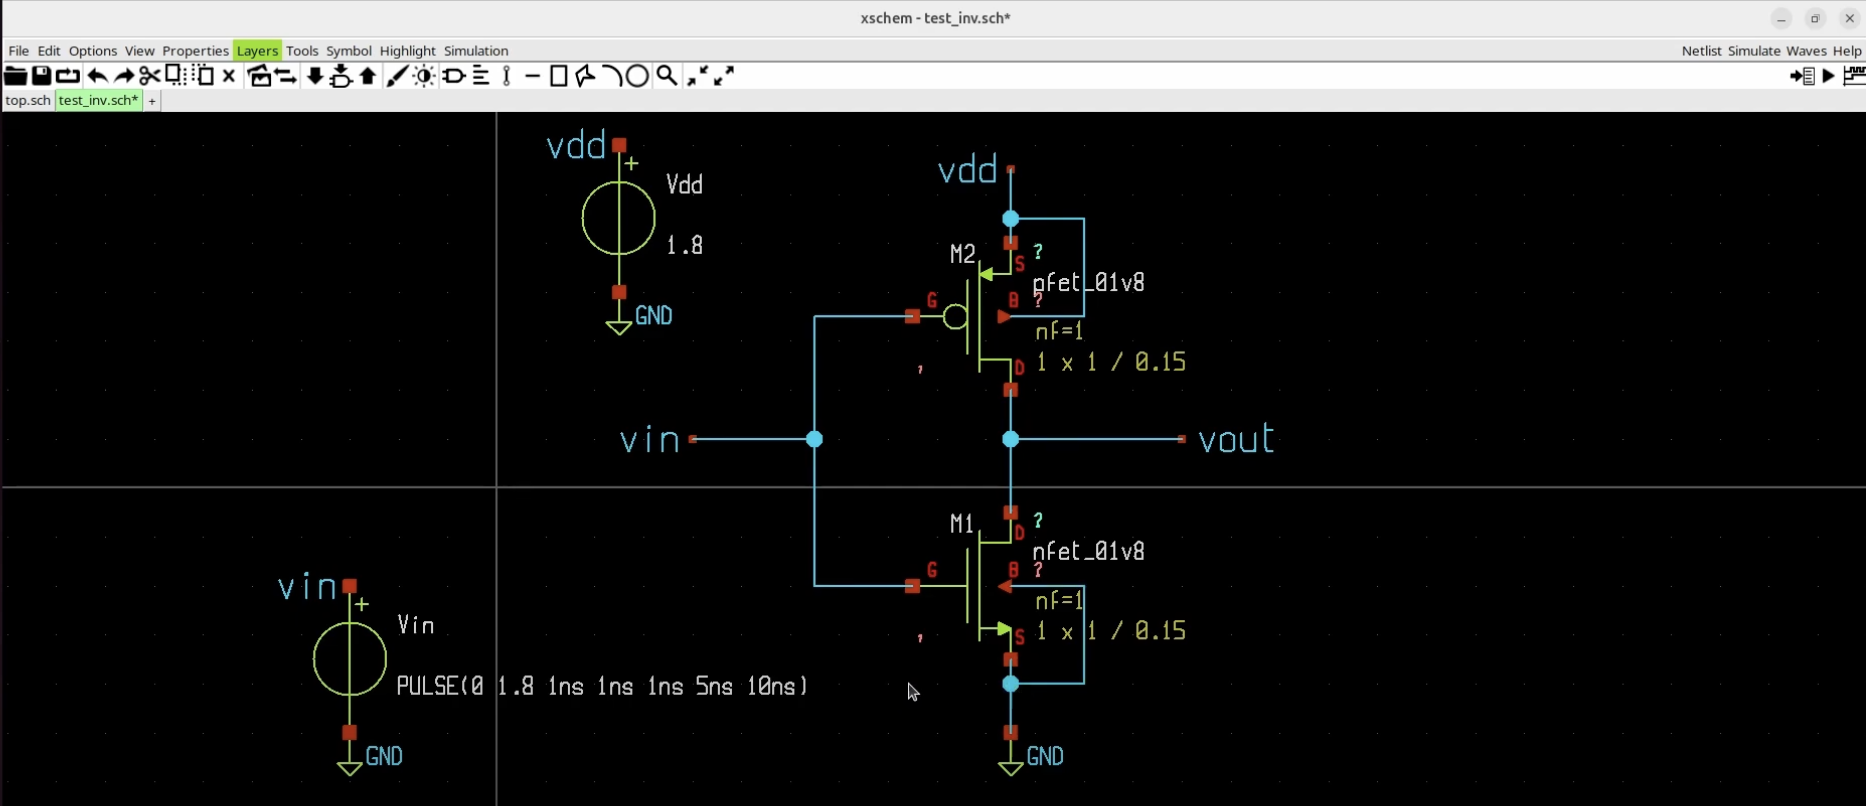 xschem - test_inv.sch*
File Edit Options View Properties Layers Tools Symbol Highlight Simulation Netlist Simulate Waves Help
top.sch test_inv.sch* +
vdd
+
Vdd
1.8
GND
vdd
M2
S
?
pfet_01v8
G
B
?
nf=1
D
1 x 1 / 0.15
,
vin
vout
M1
D
?
nfet_01v8
G
B
?
nf=1
S
1 x 1 / 0.15
,
GND
vin
+
Vin
PULSE(0 1.8 1ns 1ns 1ns 5ns 10ns)
GND